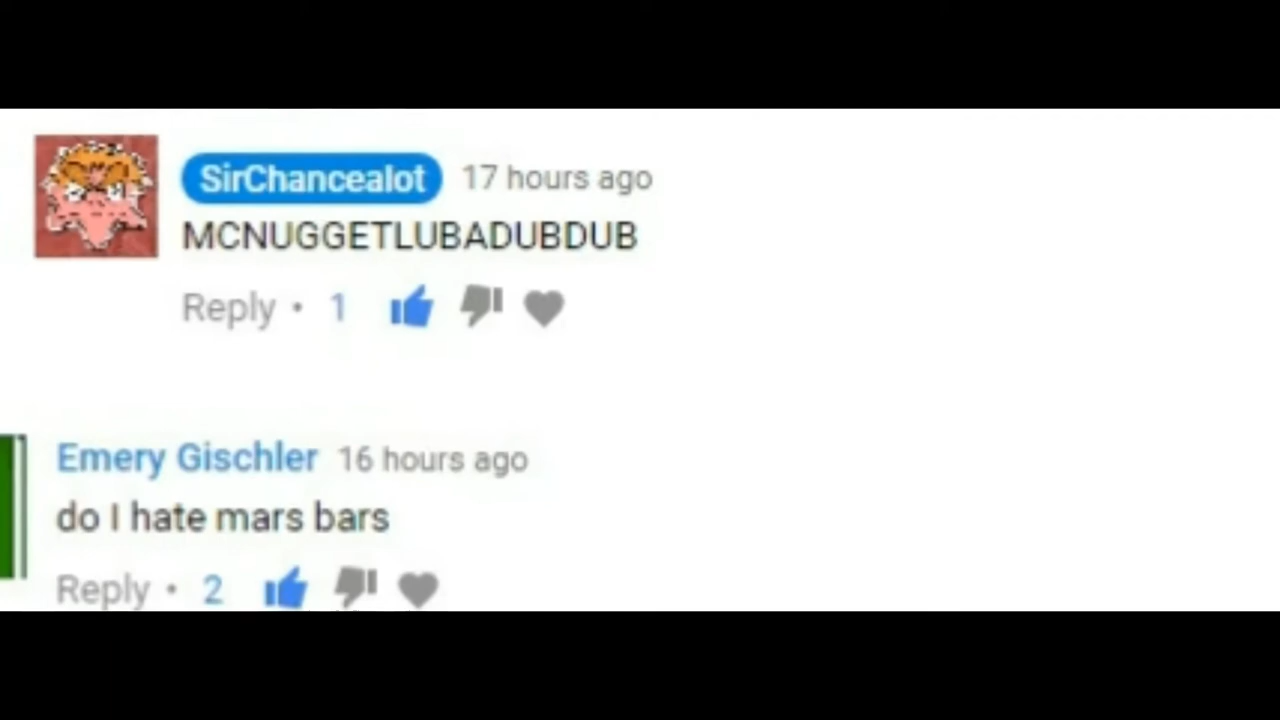 SirChancealot 17 hours ago
MCNUGGETLUBADUBDUB
Reply • 1
Emery Gischler 16 hours ago
do I hate mars bars
Reply • 2